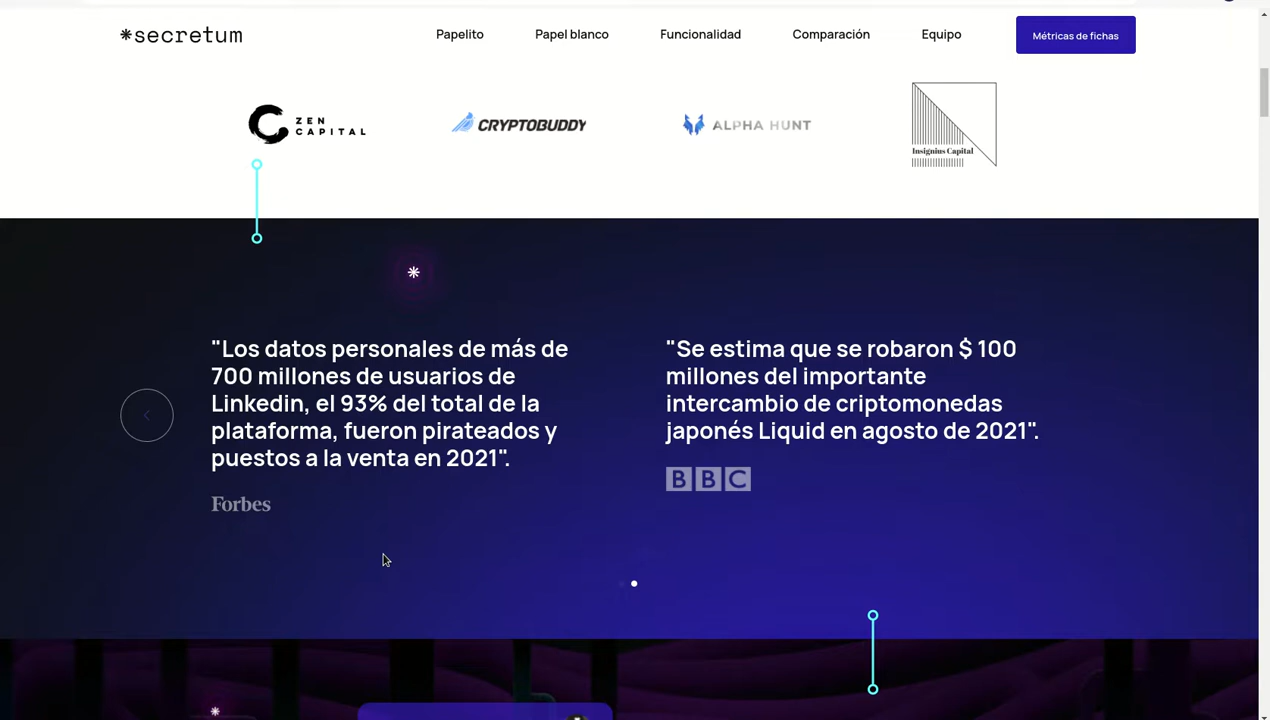 *secretum
Papelito
Papel blanco
Funcionalidad
Comparación
Equipo
Métricas de fichas
ZEN
CAPITAL
CRYPTOBUDDY
ALPHA HUNT
Insignius Capital
"Los datos personales de más de
700 millones de usuarios de
Linkedin, el 93% del total de la
plataforma, fueron pirateados y
puestos a la venta en 2021".
Forbes
"Se estima que se robaron $ 100
millones del importante
intercambio de criptomonedas
japonés Liquid en agosto de 2021".
BBC